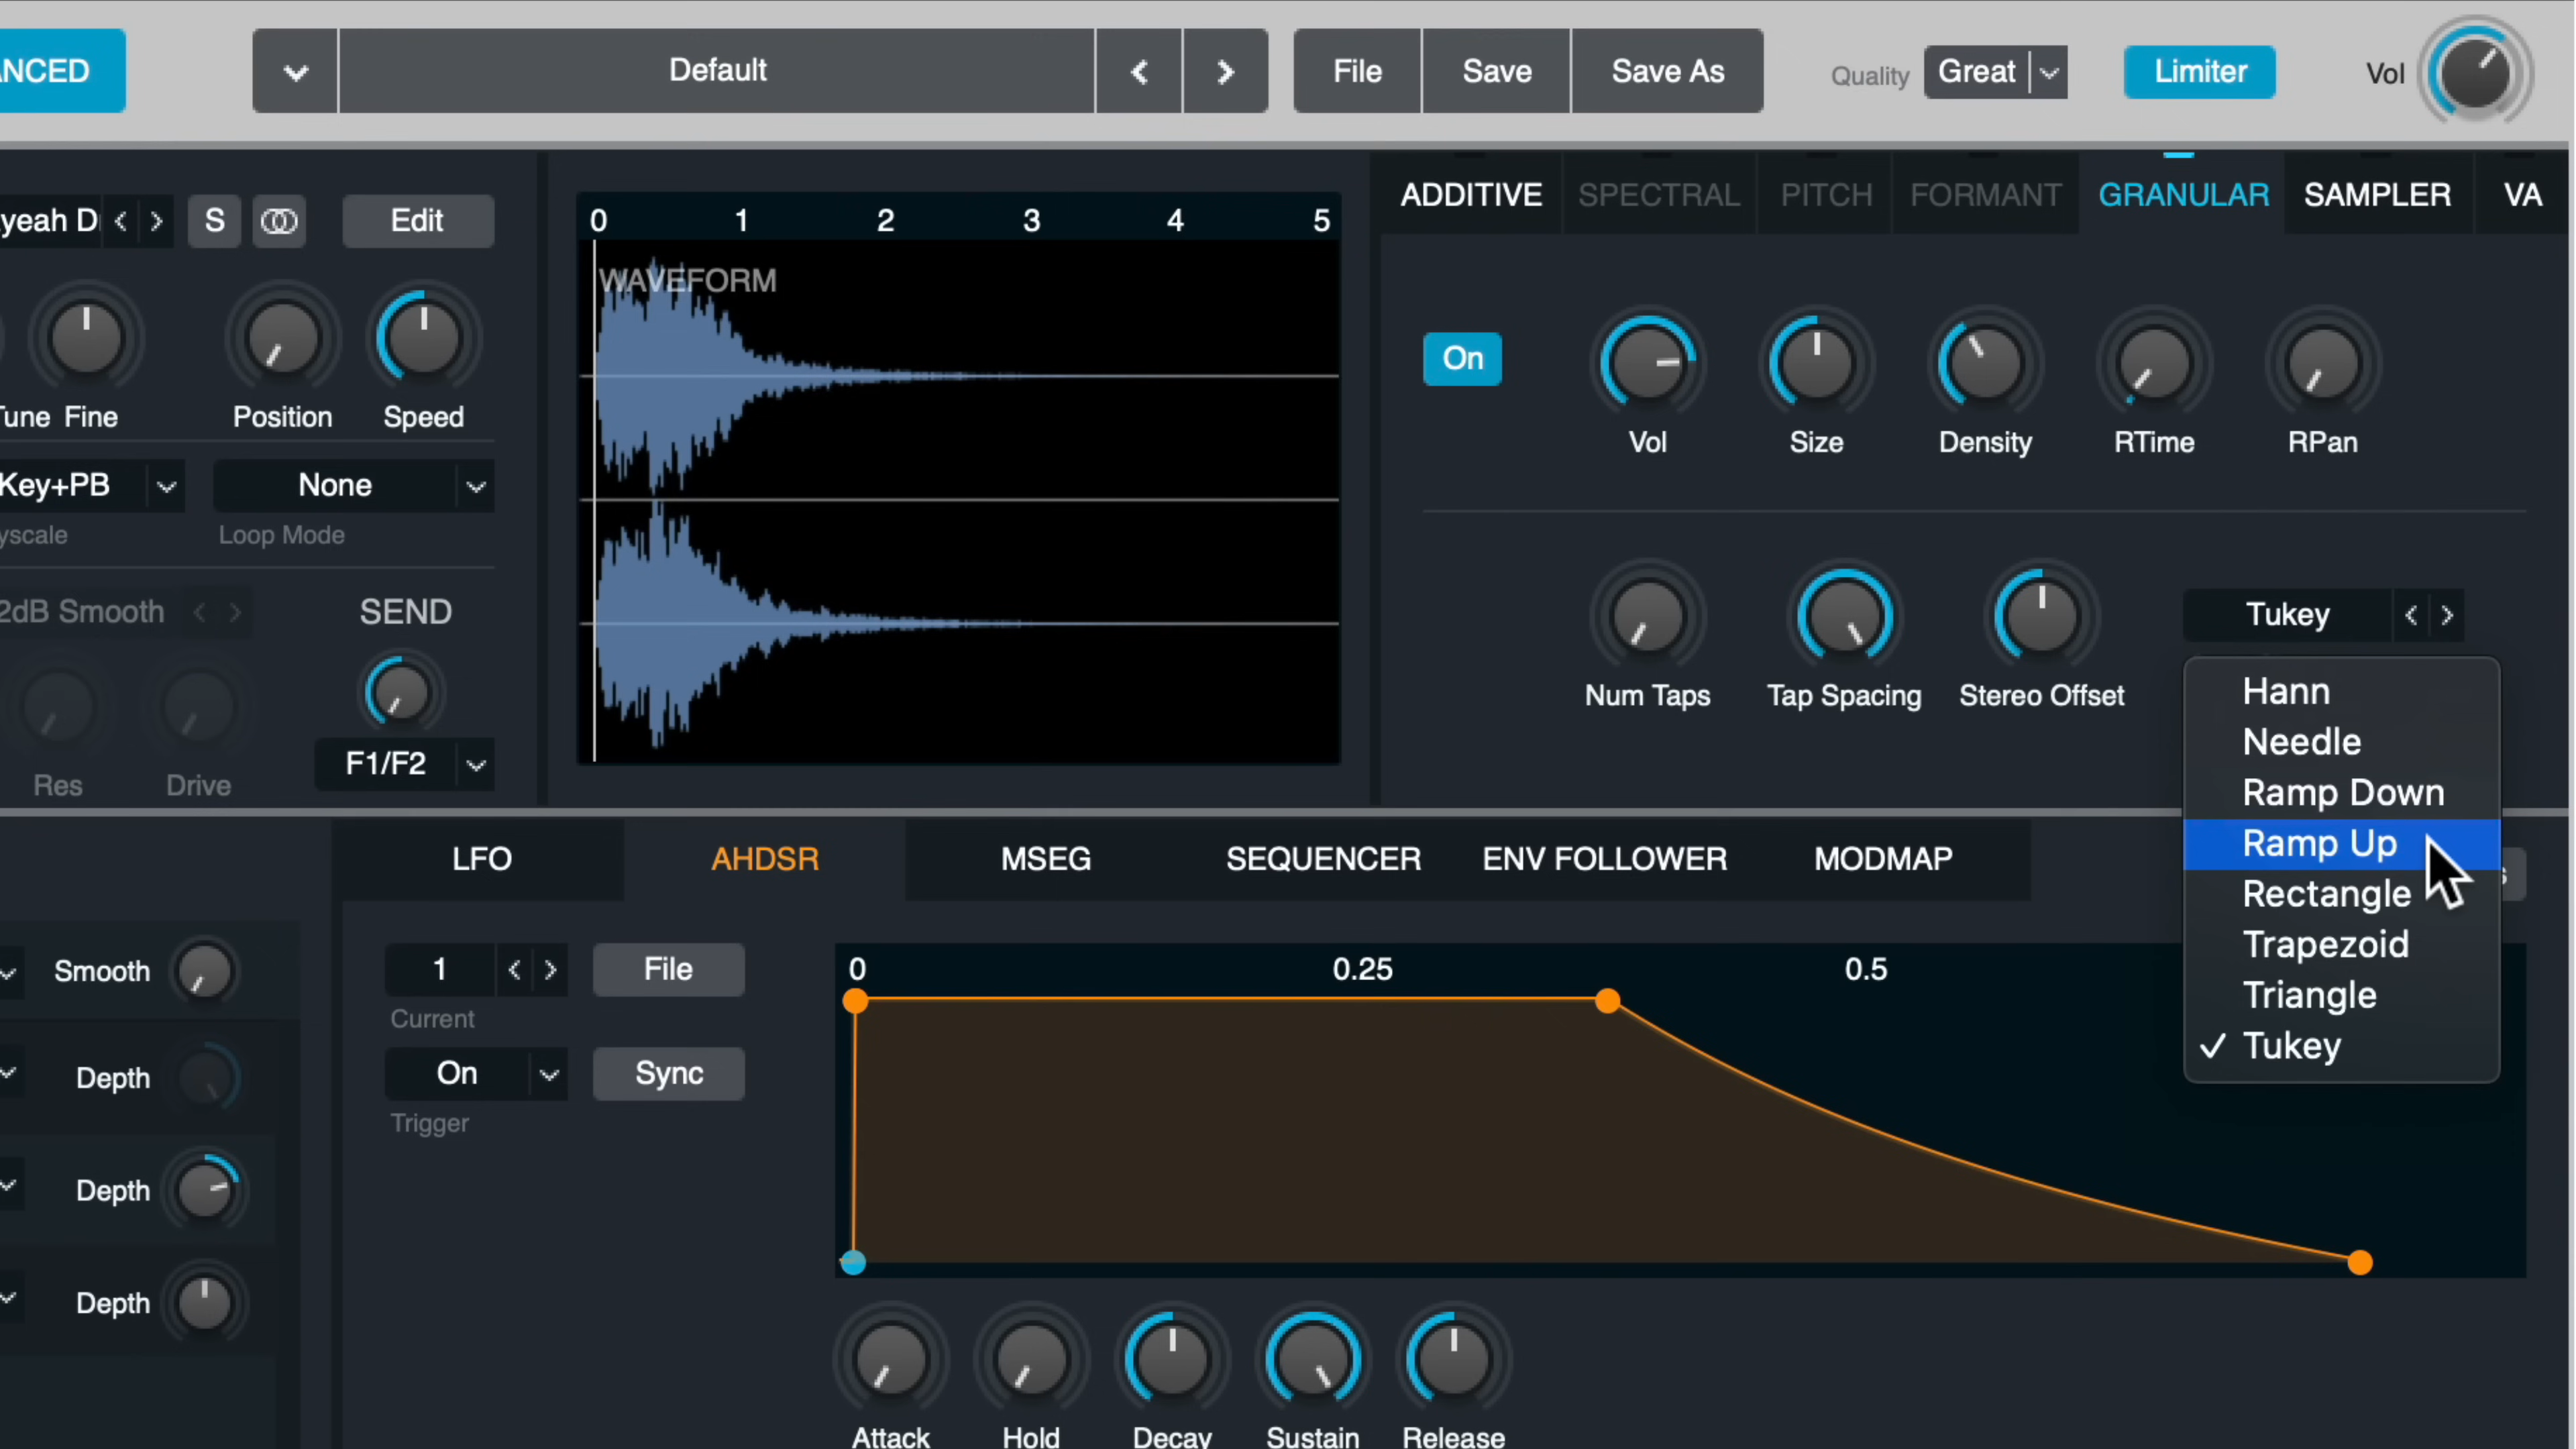 ANCED
Default
File
Save
Save As
Quality
Great
Limiter
Vol
yeah D
S
Edit
0 1 2 3 4 5
WAVEFORM
ADDITIVE
SPECTRAL
PITCH
FORMANT
GRANULAR
SAMPLER
VA
On
Tune Fine
Position
Speed
Vol
Size
Density
RTime
RPan
Key+PB
None
yscale
Loop Mode
2dB Smooth
SEND
Res
Drive
F1/F2
Num Taps
Tap Spacing
Stereo Offset
Tukey
Hann
Needle
Ramp Down
Ramp Up
Rectangle
Trapezoid
Triangle
✓ Tukey
LFO
AHDSR
MSEG
SEQUENCER
ENV FOLLOWER
MODMAP
Smooth
Depth
Depth
Depth
1
File
Current
On
Sync
Trigger
0 0.25 0.5
Attack
Hold
Decay
Sustain
Release